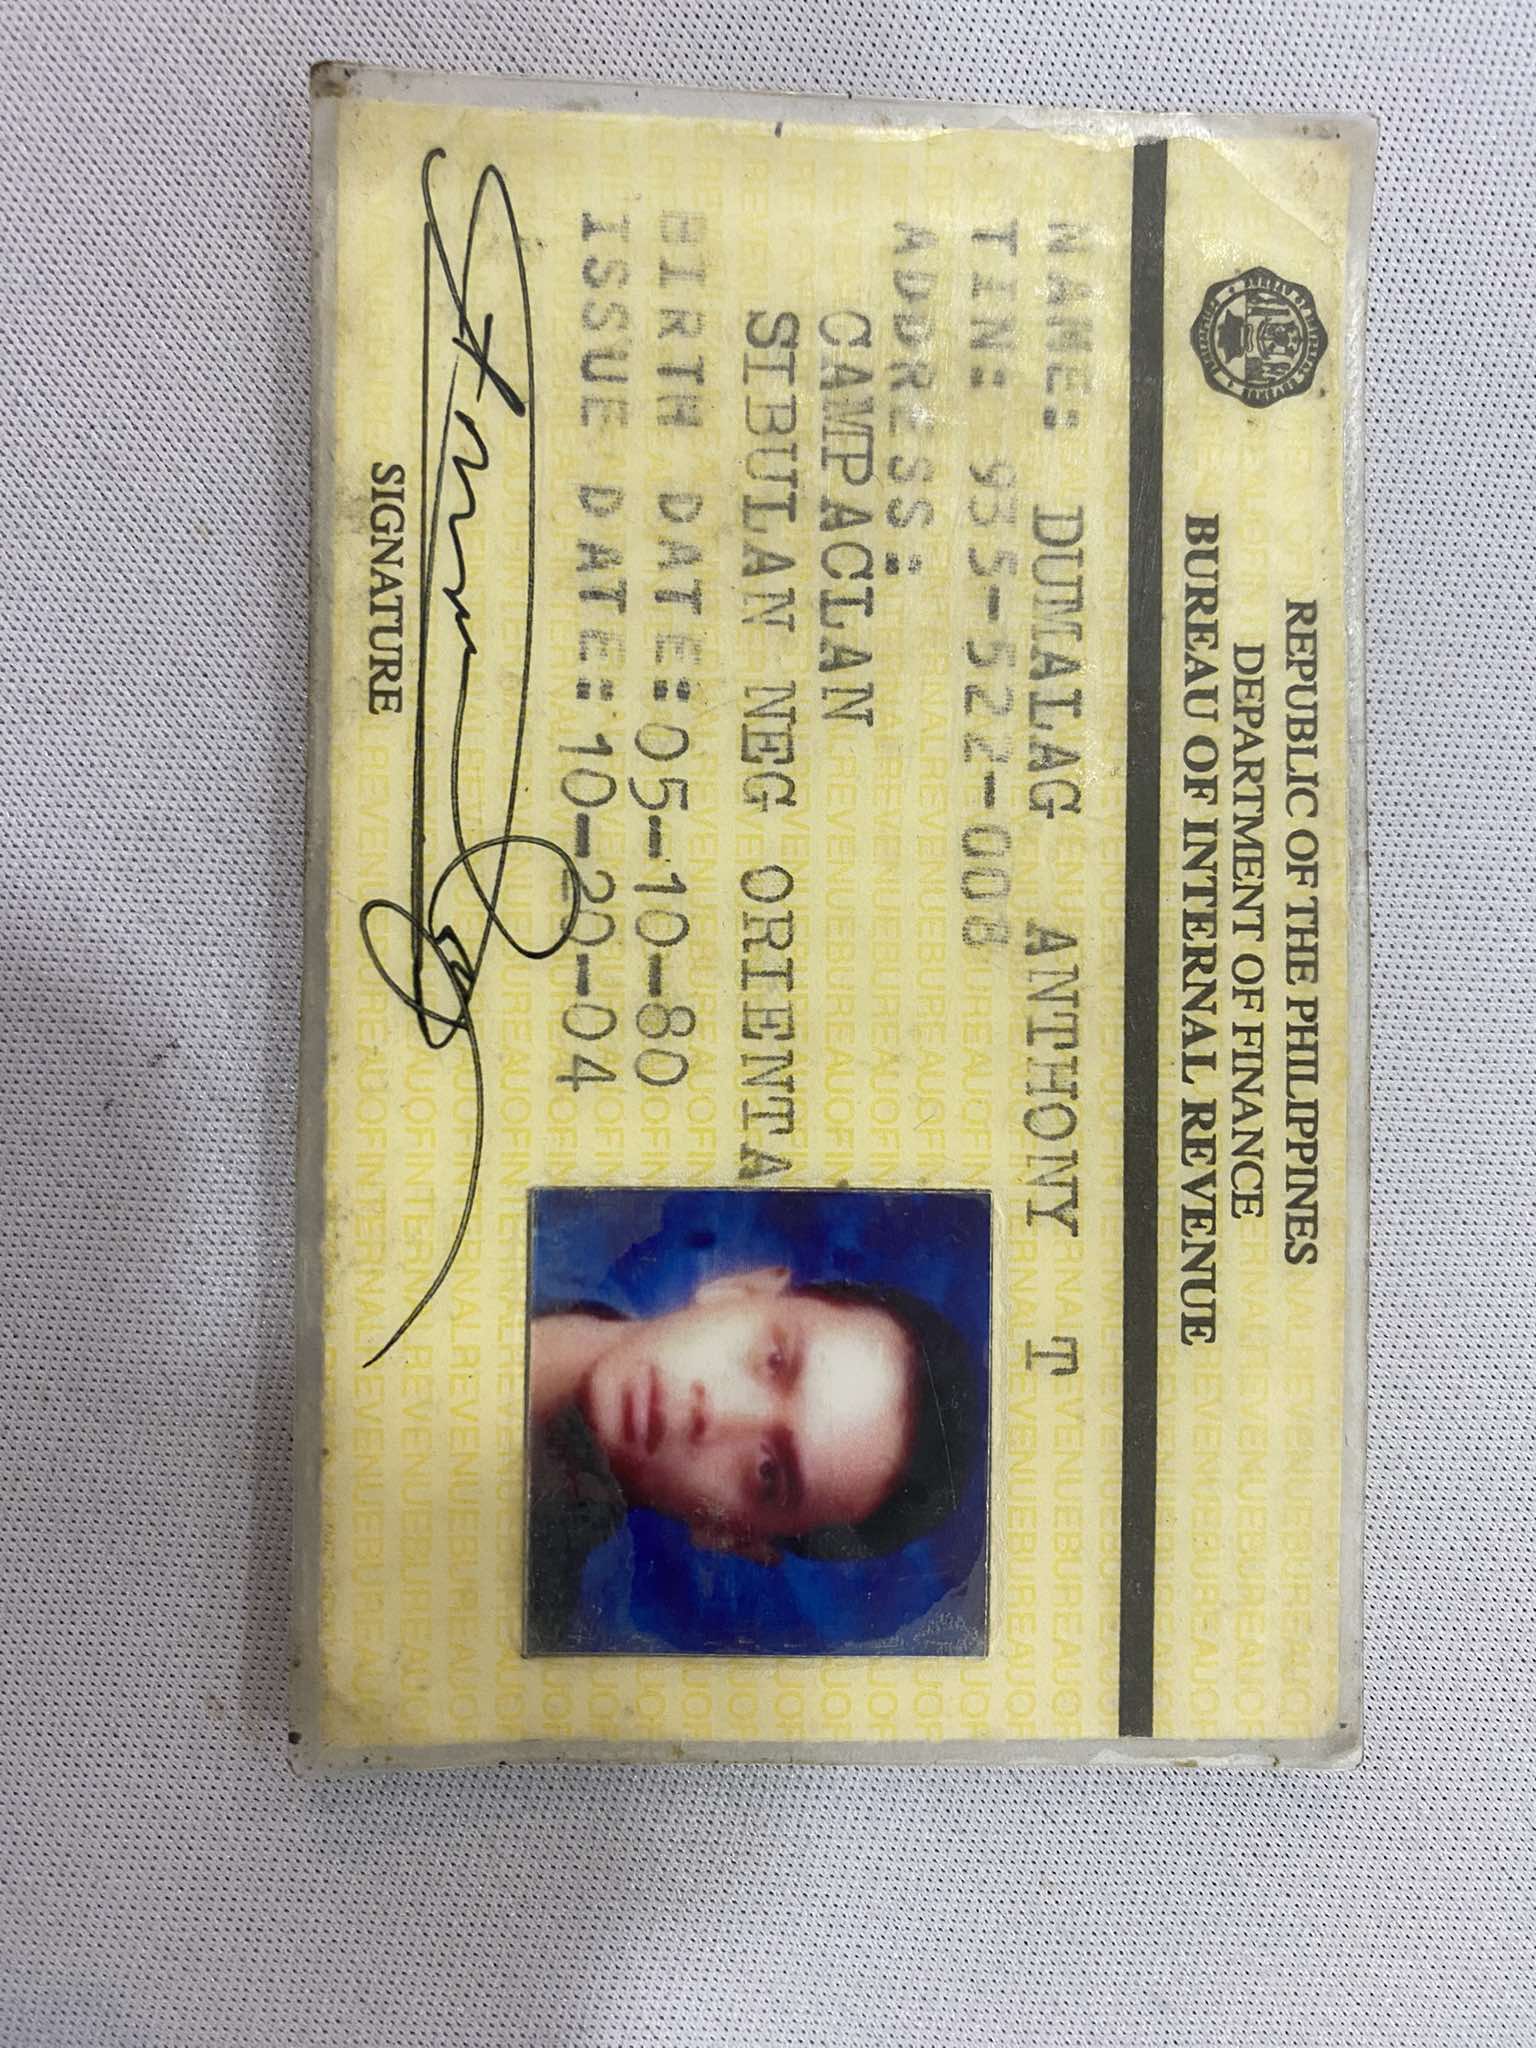 REPUBLIC OF THE PHILIPPINES
DEPARTMENT OF FINANCE
BUREAU OF INTERNAL REVENUE
NAME: DUMALAG ANTHONY T
TIN: 935-522-008
ADDRESS:
CAMPACLAN
SIBULAN NEG ORIENTA
BIRTH DATE:05-10-80
ISSUE DATE:10-20-04
SIGNATURE